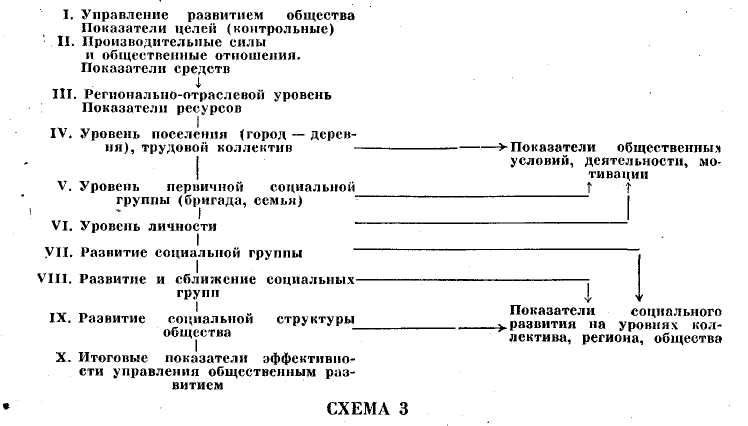 I. Управление развитием общества
Показатели целей (контрольные)
II. Производительные силы
и общественные отношения.
Показатели средств
III. Регионально-отраслевой уровень
Показатели ресурсов
IV. Уровень поселения (город — дерев-
ня), трудовой коллектив
Показатели общественных
условий, деятельности, мо-
тивации
V. Уровень первичной социальной
группы (бригада, семья)
VI. Уровень личности
VII. Развитие социальной группы
VIII. Развитие и сближение социальных
групп
IX. Развитие социальной структуры
общества
Показатели социального
развития на уровнях кол-
лектива, региона, общества
X. Итоговые показатели эффективно-
сти управления общественным раз-
витием
СХЕМА 3